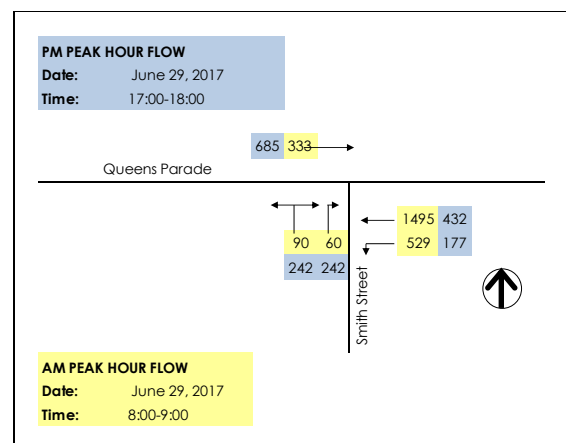 PM PEAK HOUR FLOW
Date: June 29, 2017
Time: 17:00-18:00
685 333
Queens Parade
1495 432
90 60 529 177
242 242
Smith Street
AM PEAK HOUR FLOW
Date: June 29, 2017
Time: 8:00-9:00